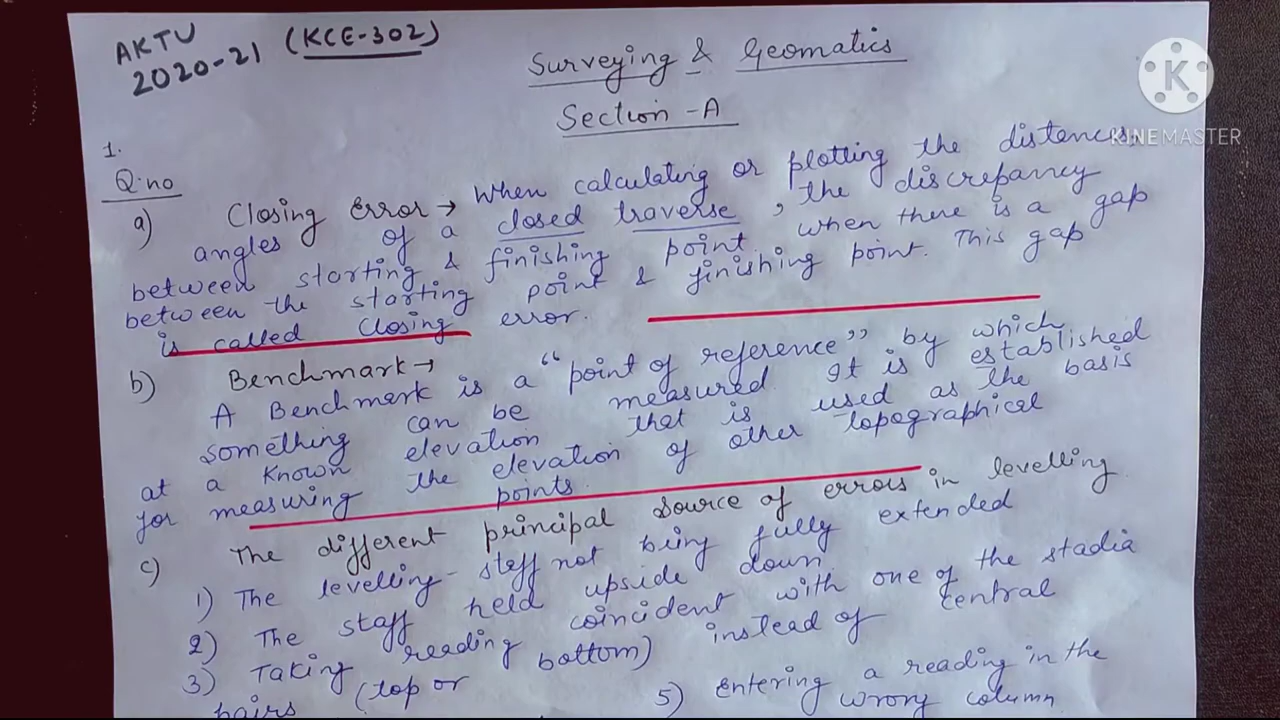 AKTU
2020-21
(KCE-302)
Surveying & Geomatics
Section -A
K
KINEMASTER
1.
Q.no
a) Closing Error → When calculating or plotting the distences,
angles of a closed traverse, the discrepancy
between starting & finishing point when there is a gap
between the starting point & finishing point. This gap
is called Closing error.
b) Benchmark →
A Benchmark is a "point of reference" by which
something can be measured. It is established
at a known elevation that is used as the basis
for measuring the elevation of other topographical
points.
c) The different principal source of errors in levelling
1) The levelling-staff not being fully extended
2) The staff held upside down.
3) Taking reading coincident with one of the stadia
hairs (top or bottom) instead of central
5) Entering a reading in the
wrong column